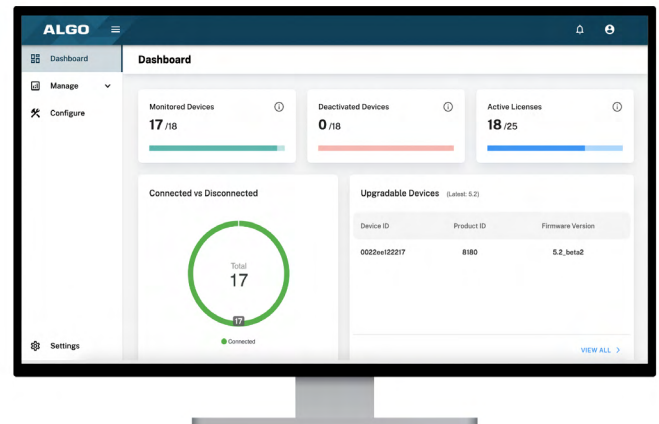 ALGO
Dashboard
Manage
Configure
Settings
Dashboard
Monitored Devices
17 /18
Deactivated Devices
0 /18
Active Licenses
18 /25
Connected vs Disconnected
Total
17
17
Connected
Upgradable Devices (Latest: 5.2)
Device ID Product ID Firmware Version
0022ee122217 8180 5.2_beta2
VIEW ALL >